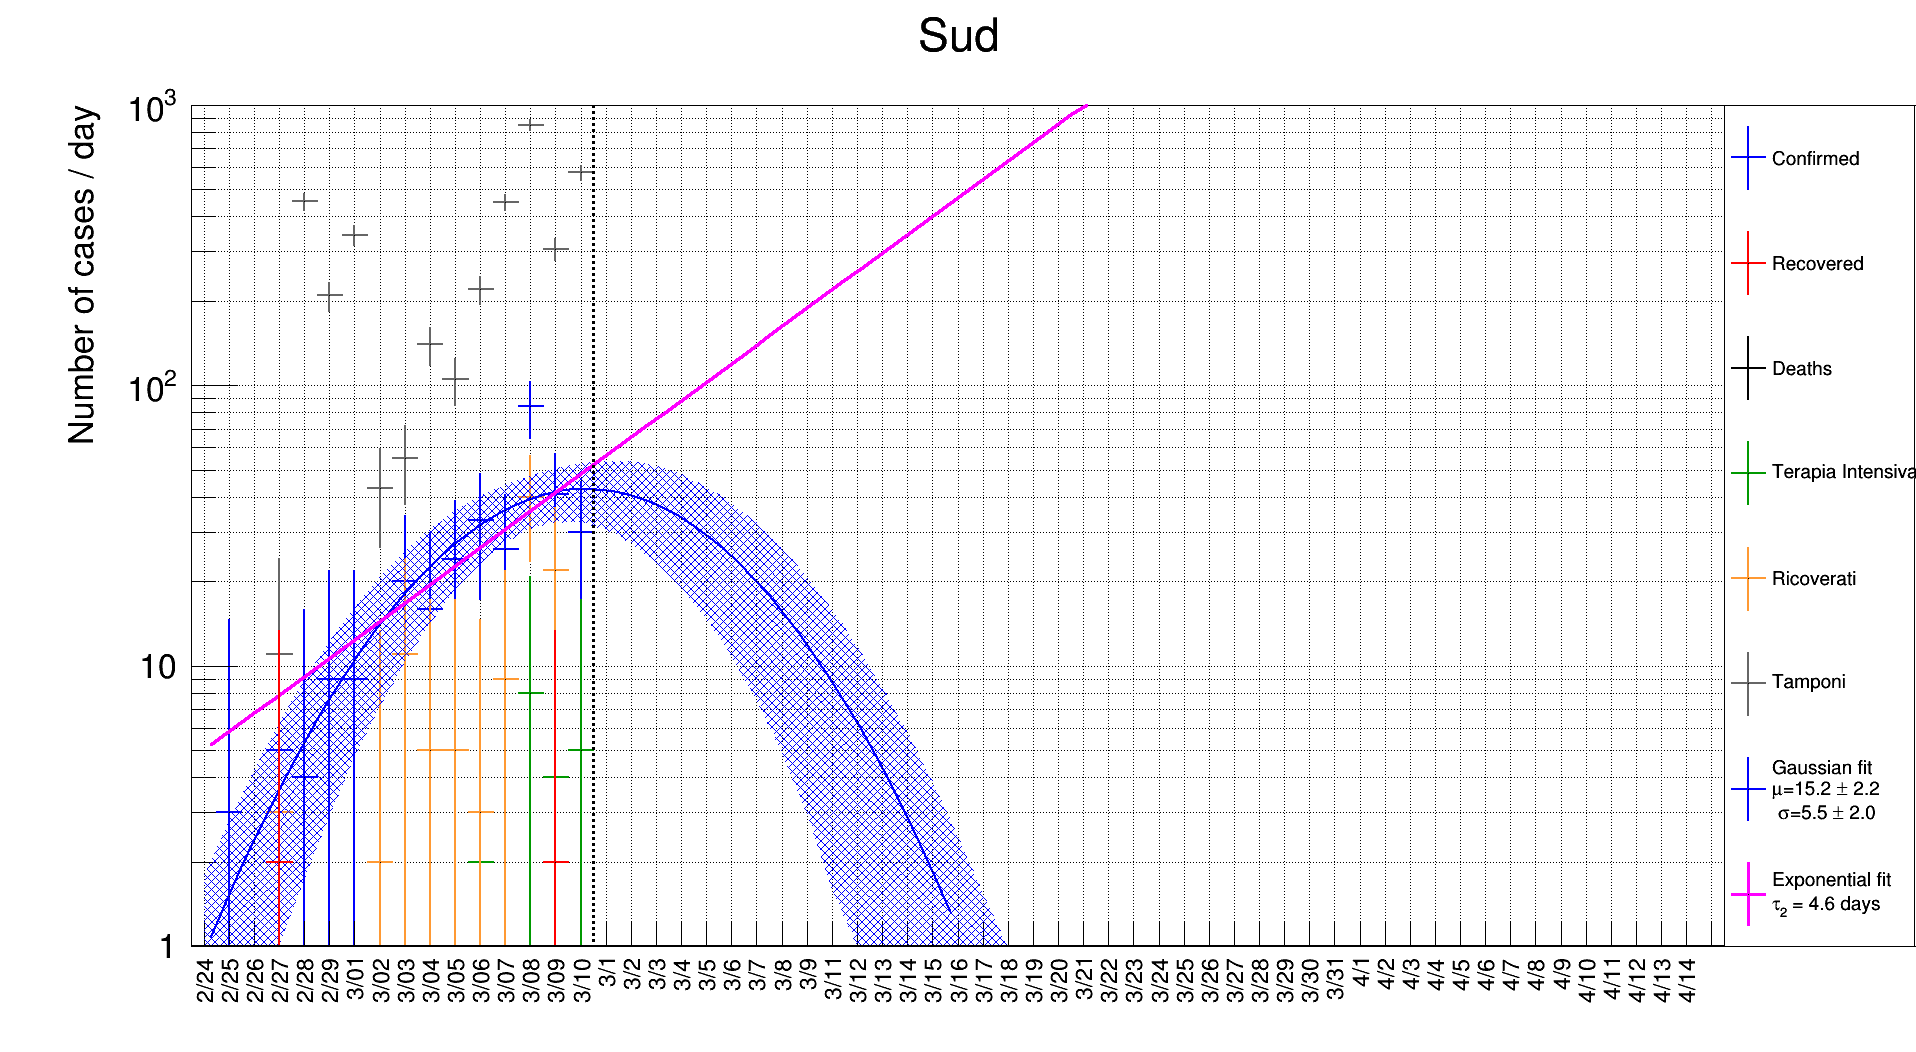 Sud
Number of cases / day
10³
10²
10
1
2/24 2/25 2/26 2/27 2/28 2/29 3/01 3/02 3/03 3/04 3/05 3/06 3/07 3/08 3/09 3/10 3/1 3/2 3/3 3/4 3/5 3/6 3/7 3/8 3/9 3/11 3/12 3/13 3/14 3/15 3/16 3/17 3/18 3/19 3/20 3/21 3/22 3/23 3/24 3/25 3/26 3/27 3/28 3/29 3/30 3/31 4/1 4/2 4/3 4/4 4/5 4/6 4/7 4/8 4/9 4/10 4/11 4/12 4/13 4/14
Confirmed
Recovered
Deaths
Terapia Intensiva
Ricoverati
Tamponi
Gaussian fit
μ=15.2 ± 2.2
σ=5.5 ± 2.0
Exponential fit
τ₂ = 4.6 days